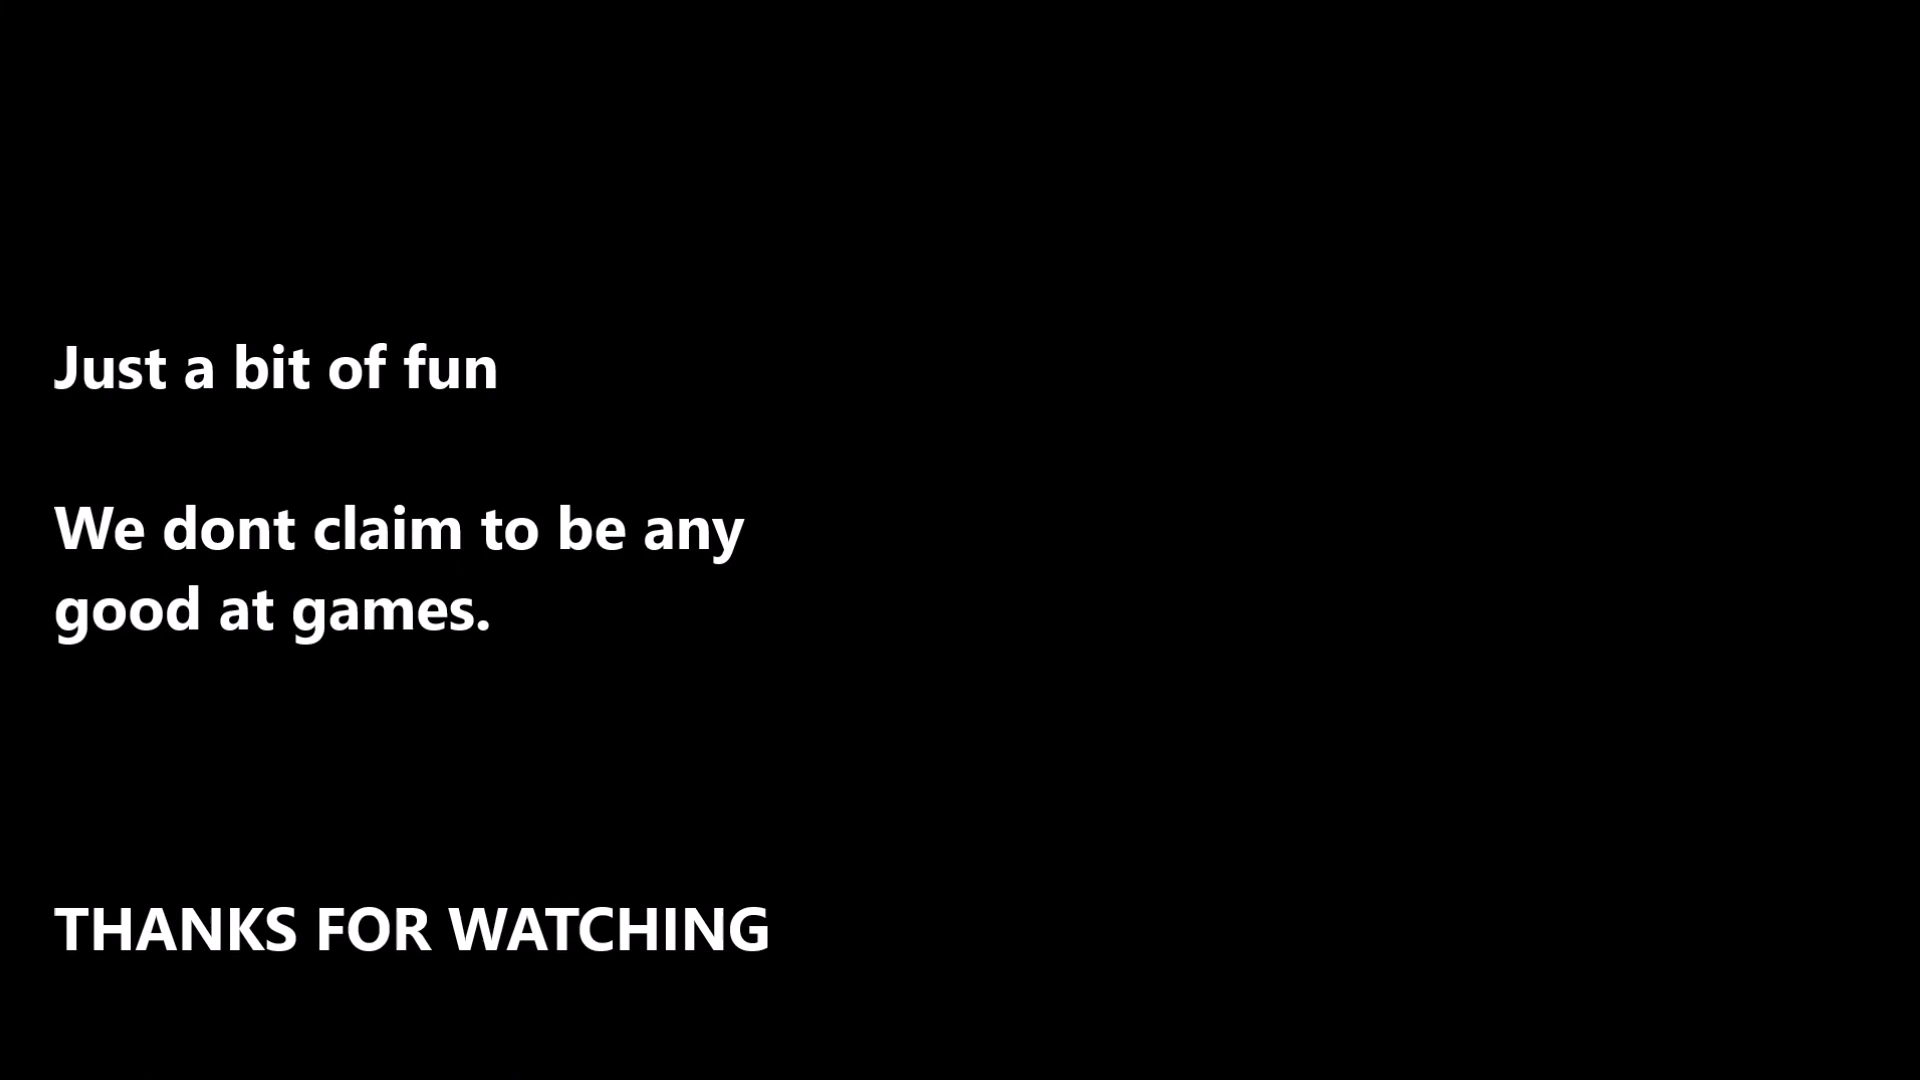 Just a bit of fun
We dont claim to be any
good at games.
THANKS FOR WATCHING